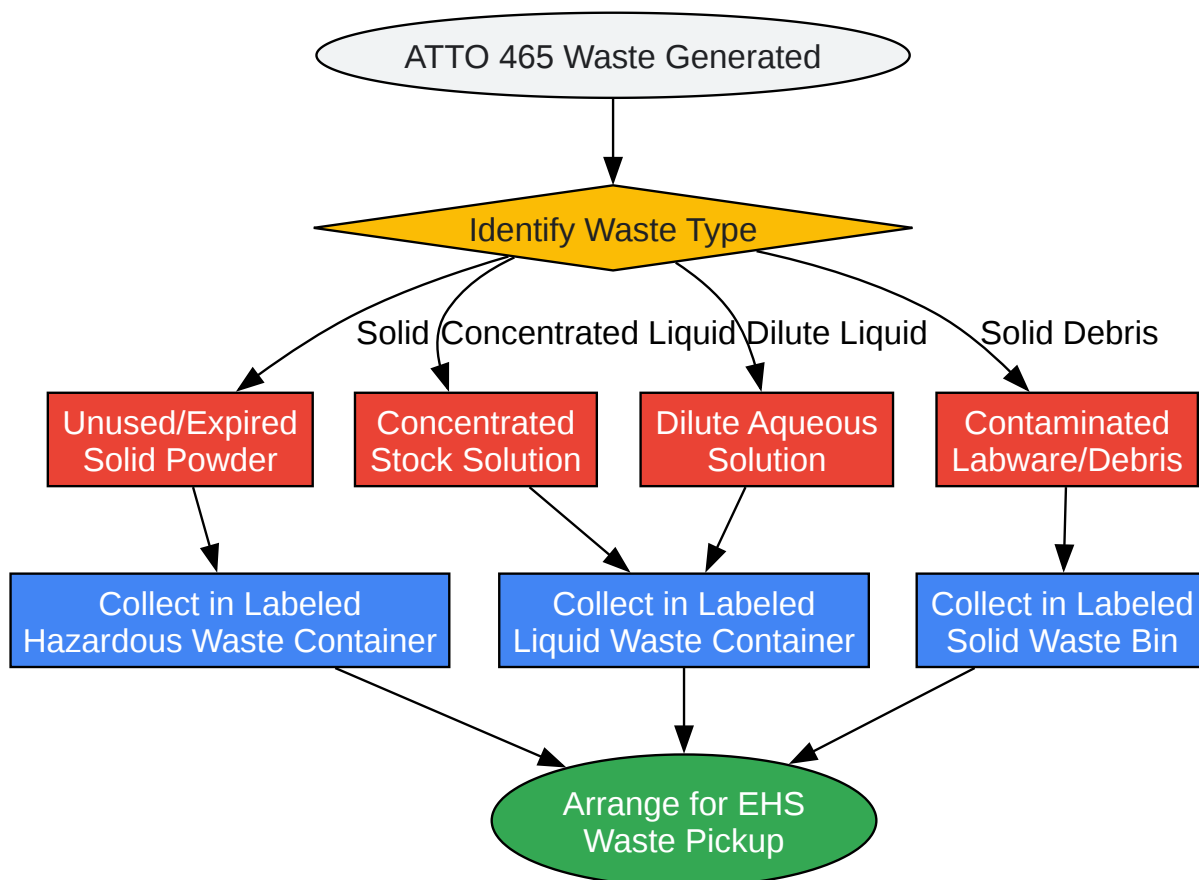 ATTO 465 Waste Generated
Identify Waste Type
Solid
Concentrated Liquid
Dilute Liquid
Solid Debris
Unused/Expired
Solid Powder
Concentrated
Stock Solution
Dilute Aqueous
Solution
Contaminated
Labware/Debris
Collect in Labeled
Hazardous Waste Container
Collect in Labeled
Liquid Waste Container
Collect in Labeled
Solid Waste Bin
Arrange for EHS
Waste Pickup